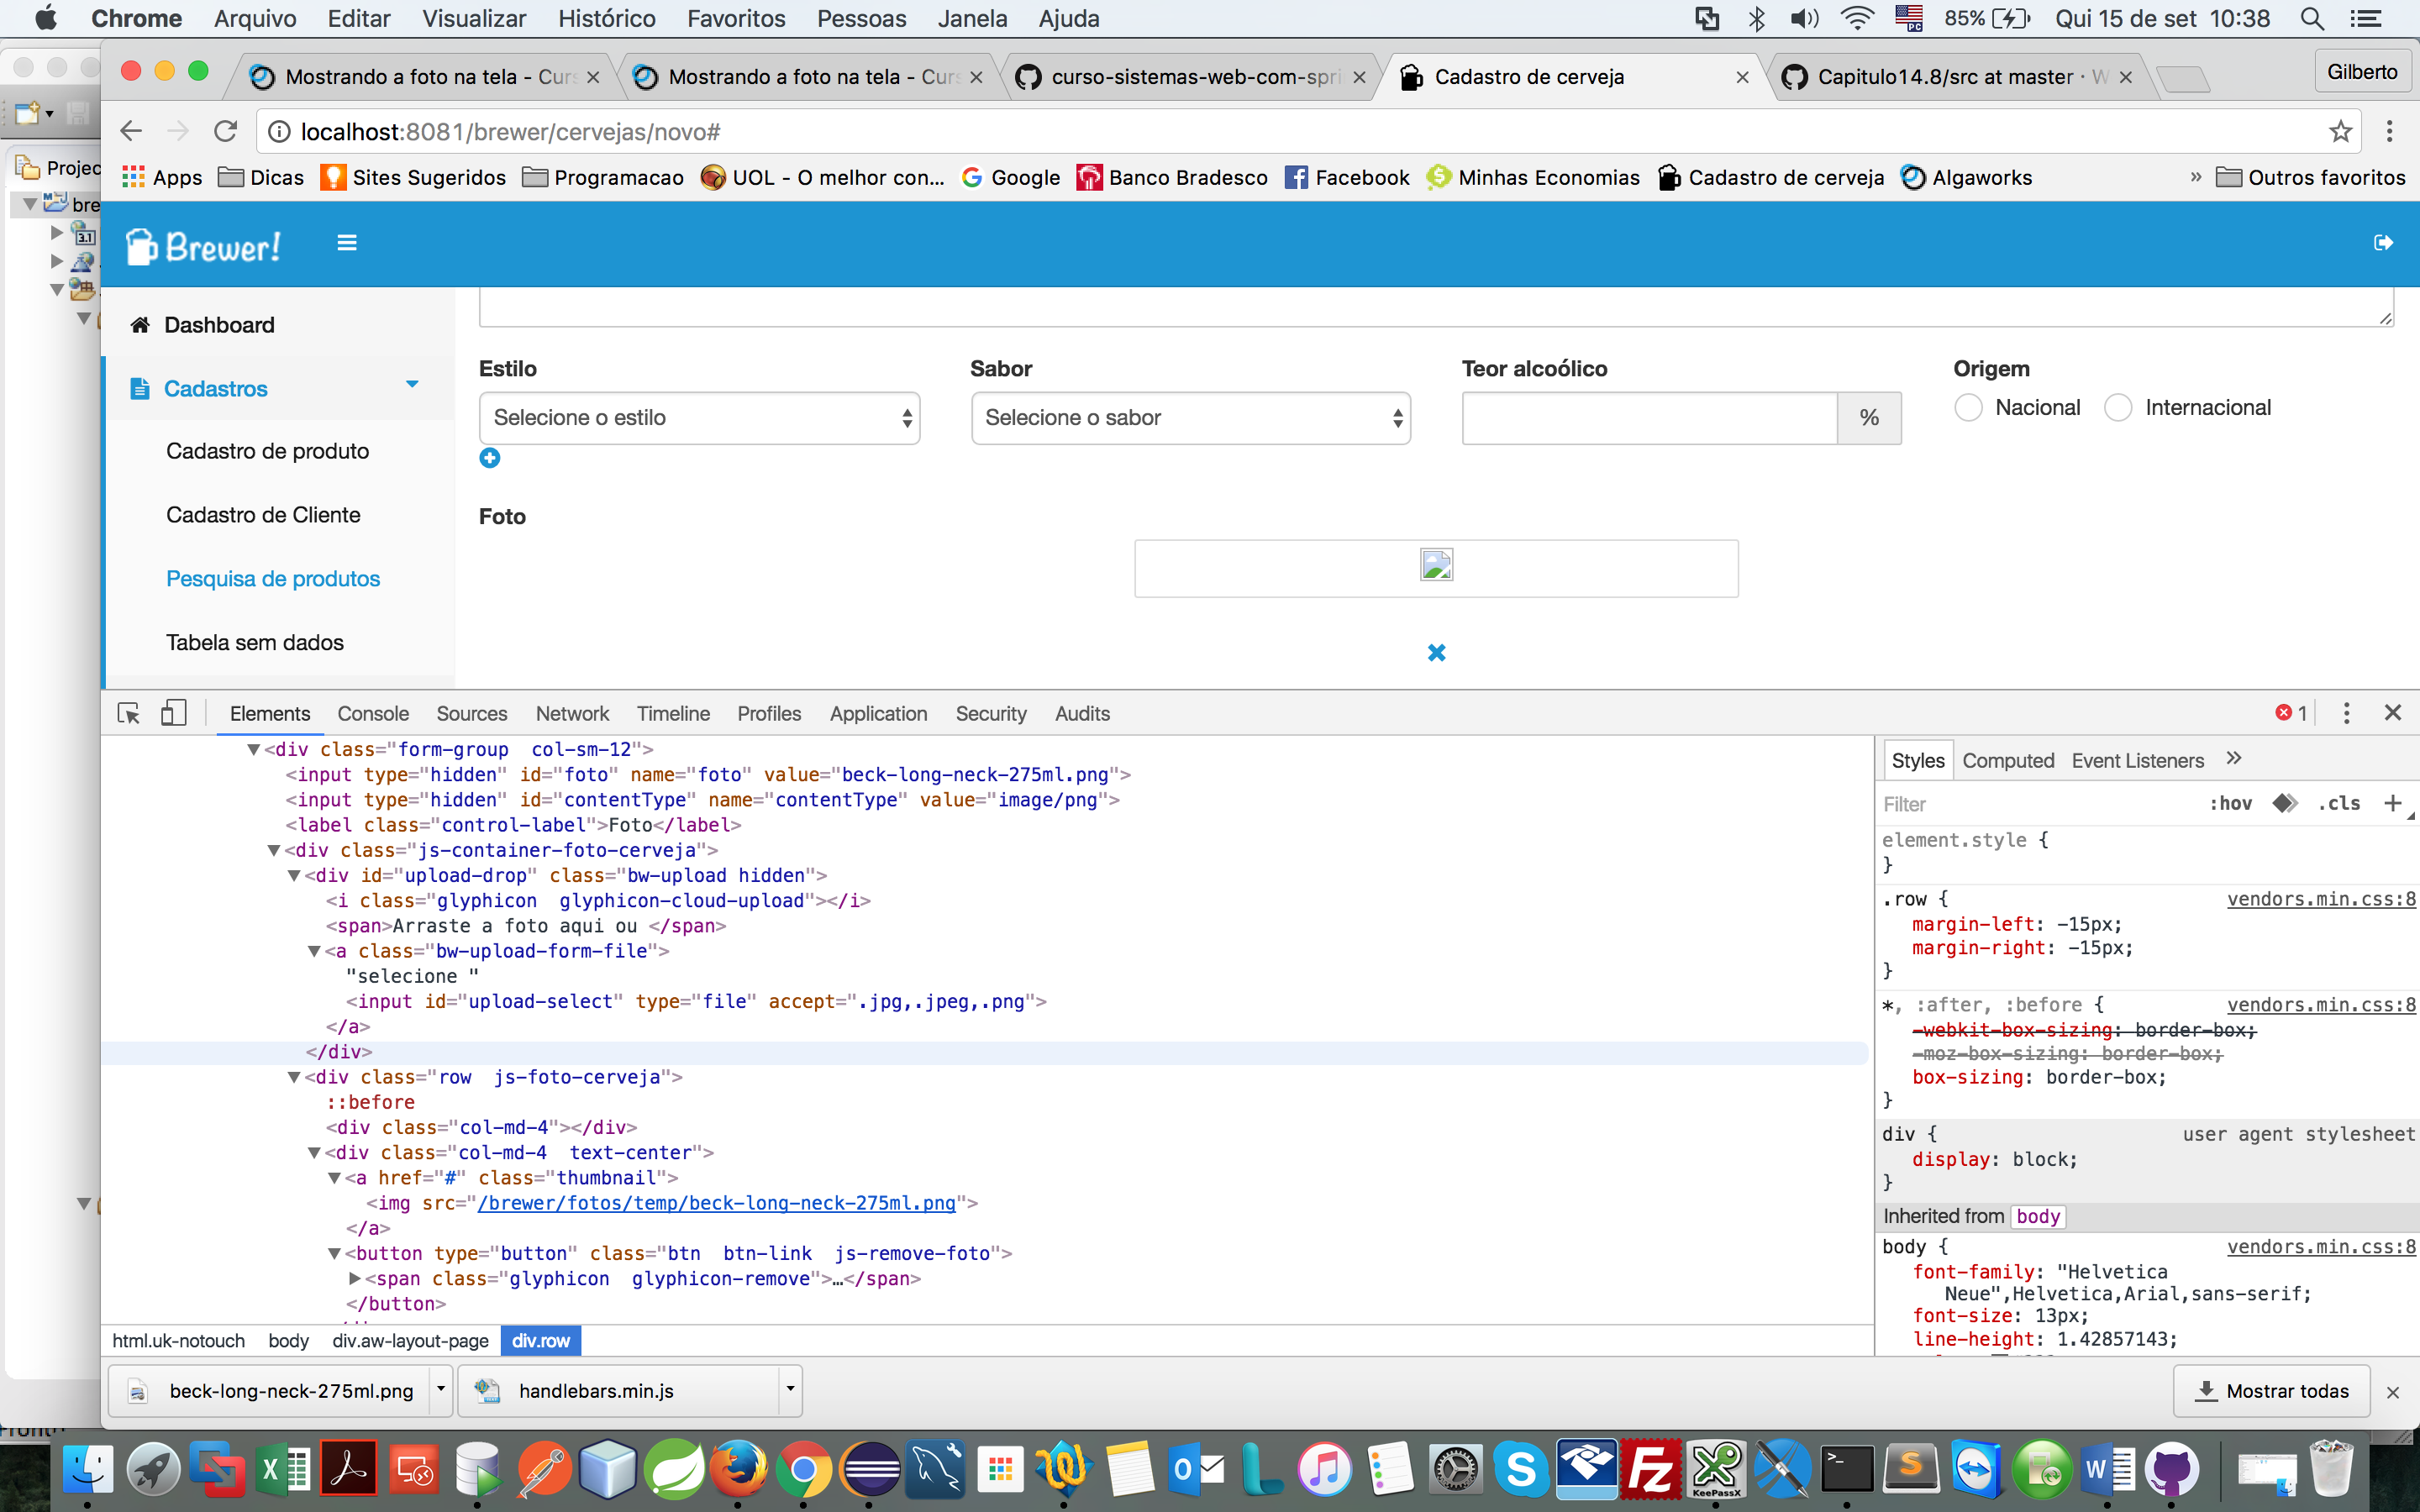 Chrome Arquivo Editar Visualizar Histórico Favoritos Pessoas Janela Ajuda PC 85% Qui 15 de set 10:38
Mostrando a foto na tela - Curs Mostrando a foto na tela - Curs curso-sistemas-web-com-spri Cadastro de cerveja Capitulo14.8/src at master · W Gilberto
localhost:8081/brewer/cervejas/novo#
Projec
Apps Dicas Sites Sugeridos Programacao UOL - O melhor con... Google Banco Bradesco Facebook Minhas Economias Cadastro de cerveja Algaworks » Outros favoritos
bre
3.1
Brewer!
Dashboard
Cadastros
Cadastro de produto
Cadastro de Cliente
Pesquisa de produtos
Tabela sem dados
Estilo Sabor Teor alcoólico Origem
Selecione o estilo Selecione o sabor % Nacional Internacional
Foto
Elements Console Sources Network Timeline Profiles Application Security Audits 1
<div class="form-group  col-sm-12">
<input type="hidden" id="foto" name="foto" value="beck-long-neck-275ml.png">
<input type="hidden" id="contentType" name="contentType" value="image/png">
<label class="control-label">Foto</label>
<div class="js-container-foto-cerveja">
<div id="upload-drop" class="bw-upload hidden">
<i class="glyphicon  glyphicon-cloud-upload"></i>
<span>Arraste a foto aqui ou </span>
<a class="bw-upload-form-file">
"selecione "
<input id="upload-select" type="file" accept=".jpg,.jpeg,.png">
</a>
</div>
<div class="row  js-foto-cerveja">
::before
<div class="col-md-4"></div>
<div class="col-md-4  text-center">
<a href="#" class="thumbnail">
<img src="/brewer/fotos/temp/beck-long-neck-275ml.png">
</a>
<button type="button" class="btn  btn-link  js-remove-foto">
<span class="glyphicon  glyphicon-remove">…</span>
</button>
html.uk-notouch body div.aw-layout-page div.row
Styles Computed Event Listeners »
Filter :hov .cls +
element.style {
}
.row { vendors.min.css:8
margin-left: -15px;
margin-right: -15px;
}
*, :after, :before { vendors.min.css:8
-webkit-box-sizing: border-box;
-moz-box-sizing: border-box;
box-sizing: border-box;
}
div { user agent stylesheet
display: block;
}
Inherited from body
body { vendors.min.css:8
font-family: "Helvetica
Neue",Helvetica,Arial,sans-serif;
font-size: 13px;
line-height: 1.42857143;
beck-long-neck-275ml.png handlebars.min.js Mostrar todas
KeePassX